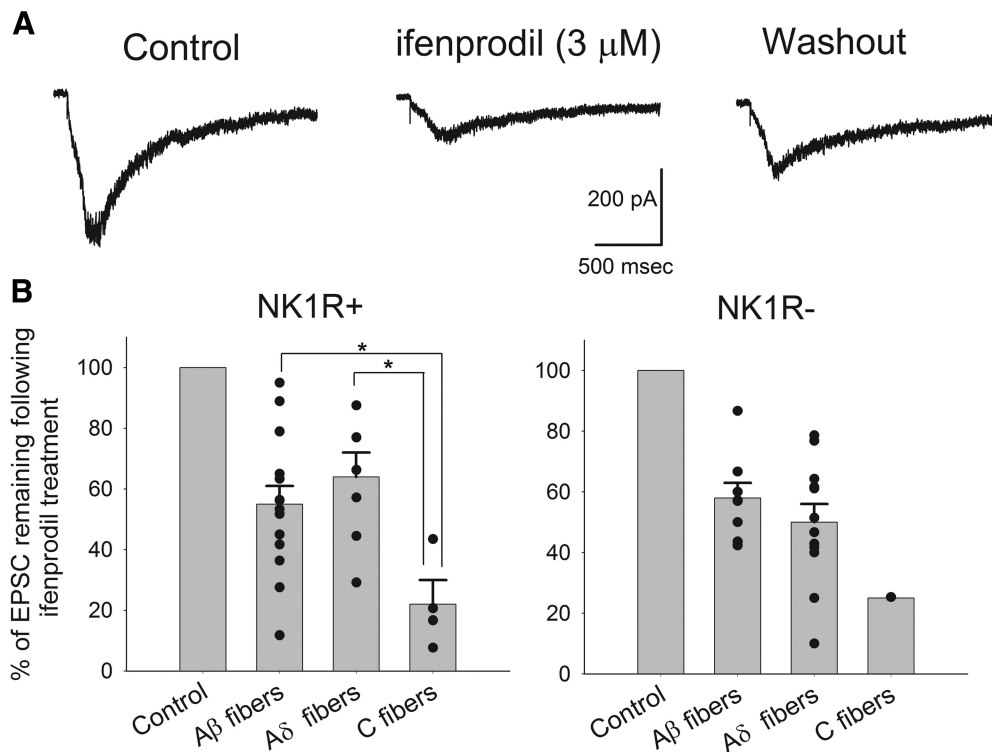 A
Control
ifenprodil (3 μM)
Washout
200 pA
500 msec
B
NK1R+
NK1R-
% of EPSC remaining following
ifenprodil treatment
100
80
60
40
20
0
*
*
Control
Aβ fibers
Aδ fibers
C fibers
100
80
60
40
20
0
Control
Aβ fibers
Aδ fibers
C fibers